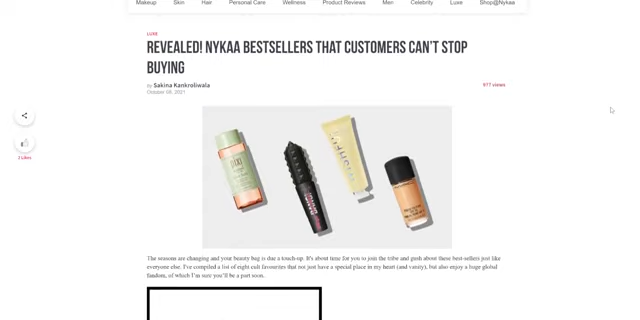 Makeup Skin Hair Personal Care Wellness Product Reviews Men Celebrity Luxe Shop@Nykaa
LUXE
REVEALED! NYKAA BESTSELLERS THAT CUSTOMERS CAN'T STOP
BUYING
by Sakina Kankroliwala
977 views
October 08, 2021
2 Likes
PIXI
The seasons are changing and your beauty bag is due a touch-up. It's about time for you to join the tribe and gush about these best-sellers just like
everyone else. I've compiled a list of eight cult favourites that not just have a special place in my heart (and vanity), but also enjoy a huge global
fandom, of which I'm sure you'll be a part soon.